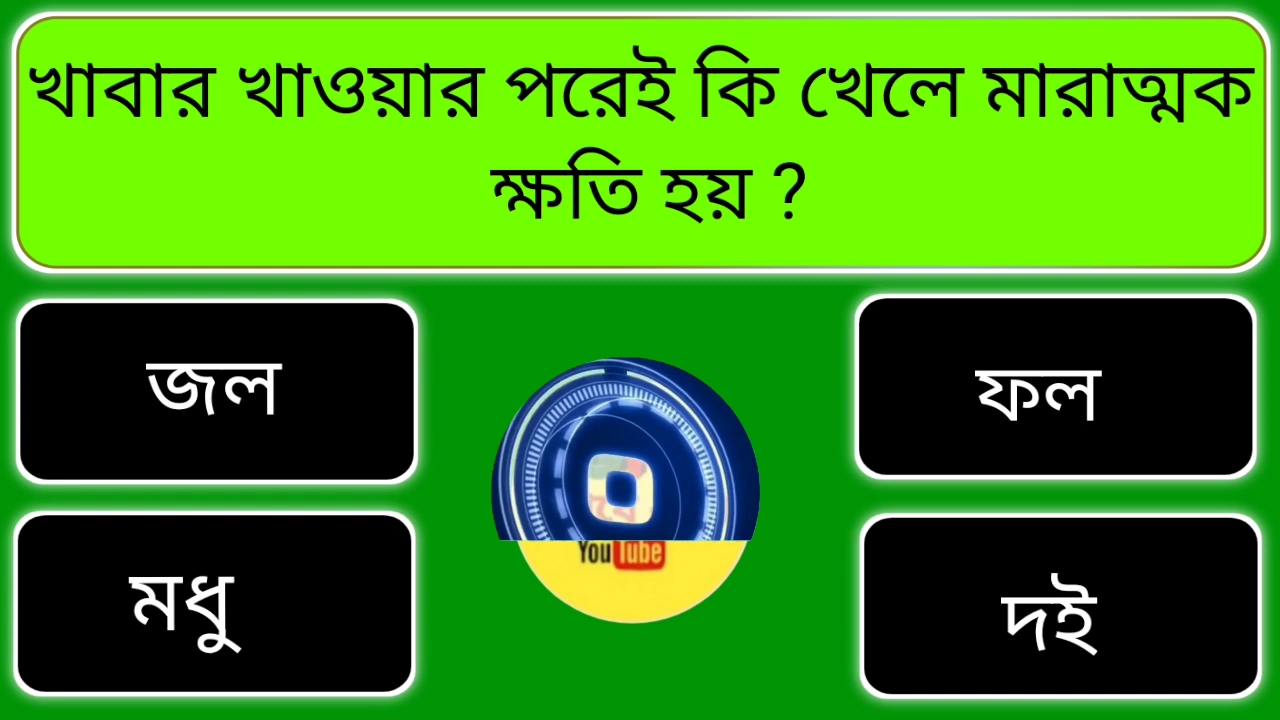 খাবার খাওয়ার পরেই কি খেলে মারাত্মক
ক্ষতি হয় ?
জল
ফল
YouTube
মধু
দই